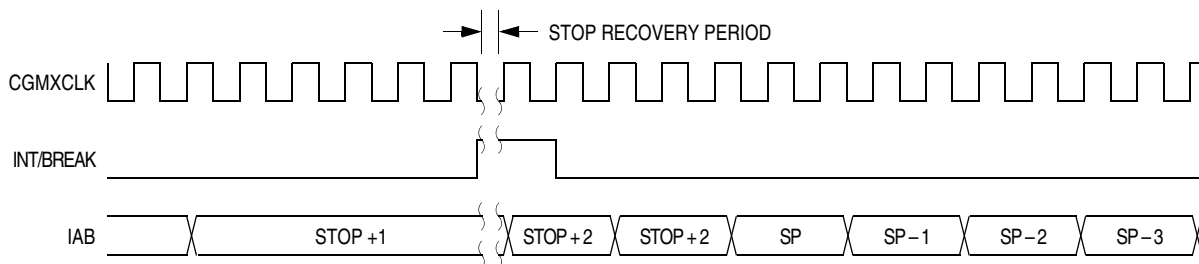 STOP RECOVERY PERIOD
CGMXCLK
INT/BREAK
IAB
STOP +1
STOP + 2
STOP + 2
SP
SP – 1
SP – 2
SP – 3